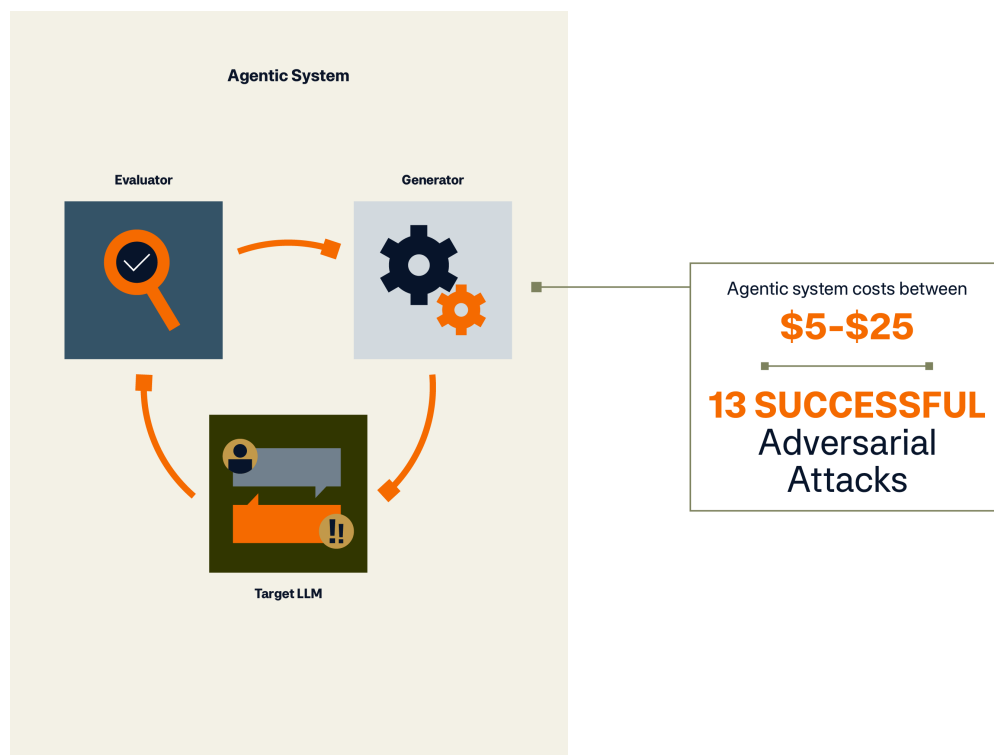 Agentic System
Evaluator
Generator
Target LLM
Agentic system costs between
$5-$25
13 SUCCESSFUL
Adversarial
Attacks